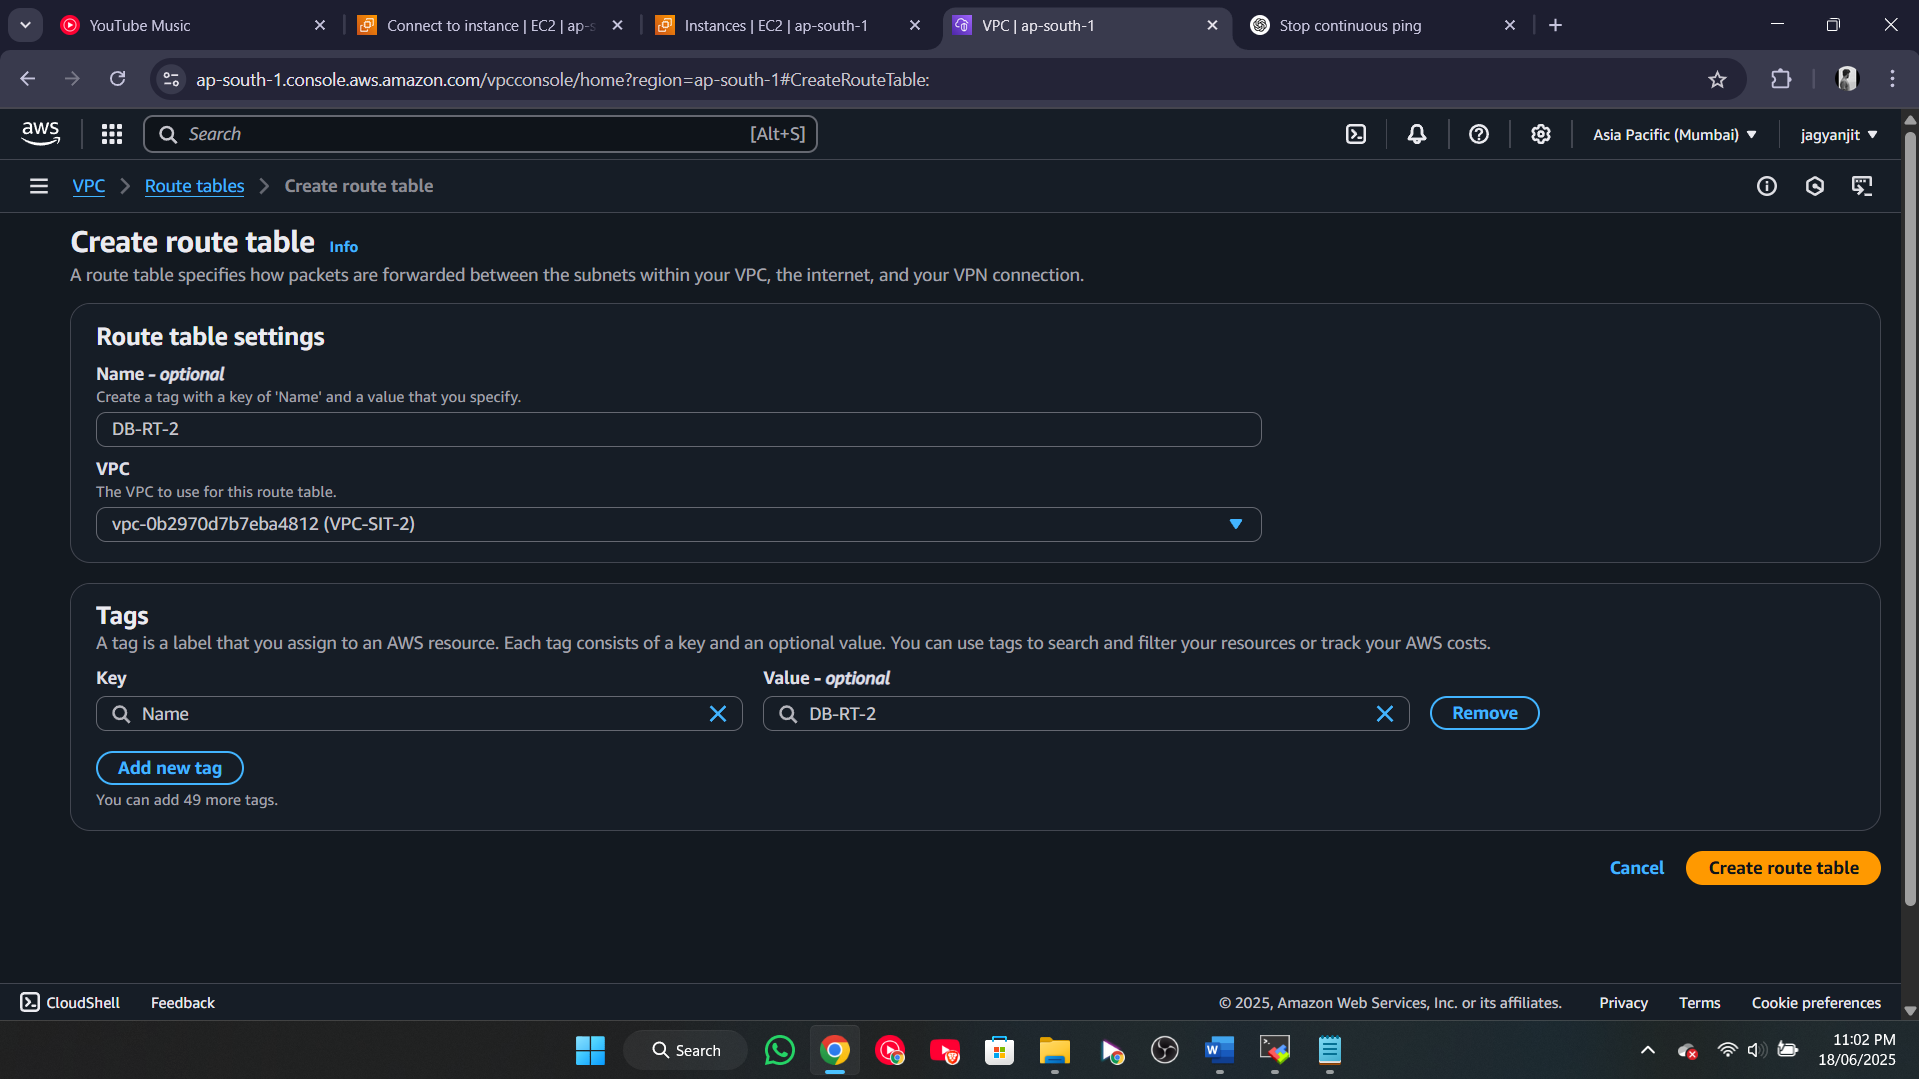 YouTube Music
Connect to instance | EC2 | ap-s
Instances | EC2 | ap-south-1
VPC | ap-south-1
Stop continuous ping
ap-south-1.console.aws.amazon.com/vpcconsole/home?region=ap-south-1#CreateRouteTable:
aws
Search
[Alt+S]
Asia Pacific (Mumbai)
jagyanjit
VPC
Route tables
Create route table
Create route table
Info
A route table specifies how packets are forwarded between the subnets within your VPC, the internet, and your VPN connection.
Route table settings
Name - optional
Create a tag with a key of 'Name' and a value that you specify.
DB-RT-2
VPC
The VPC to use for this route table.
vpc-0b2970d7b7eba4812 (VPC-SIT-2)
Tags
A tag is a label that you assign to an AWS resource. Each tag consists of a key and an optional value. You can use tags to search and filter your resources or track your AWS costs.
Key
Value - optional
Name
DB-RT-2
Remove
Add new tag
You can add 49 more tags.
Cancel
Create route table
CloudShell
Feedback
© 2025, Amazon Web Services, Inc. or its affiliates.
Privacy
Terms
Cookie preferences
Search
11:02 PM
18/06/2025